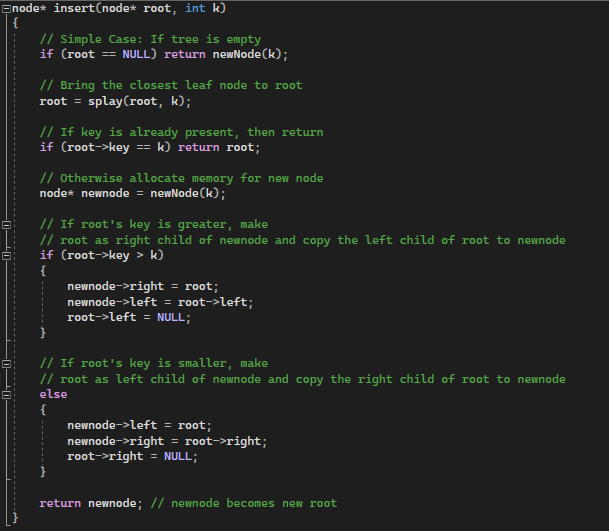 node* insert(node* root, int k)
{
    // Simple Case: If tree is empty
    if (root == NULL) return newNode(k);

    // Bring the closest leaf node to root
    root = splay(root, k);

    // If key is already present, then return
    if (root->key == k) return root;

    // Otherwise allocate memory for new node
    node* newnode = newNode(k);

    // If root's key is greater, make
    // root as right child of newnode and copy the left child of root to newnode
    if (root->key > k)
    {
        newnode->right = root;
        newnode->left = root->left;
        root->left = NULL;
    }

    // If root's key is smaller, make
    // root as left child of newnode and copy the right child of root to newnode
    else
    {
        newnode->left = root;
        newnode->right = root->right;
        root->right = NULL;
    }

    return newnode; // newnode becomes new root
}